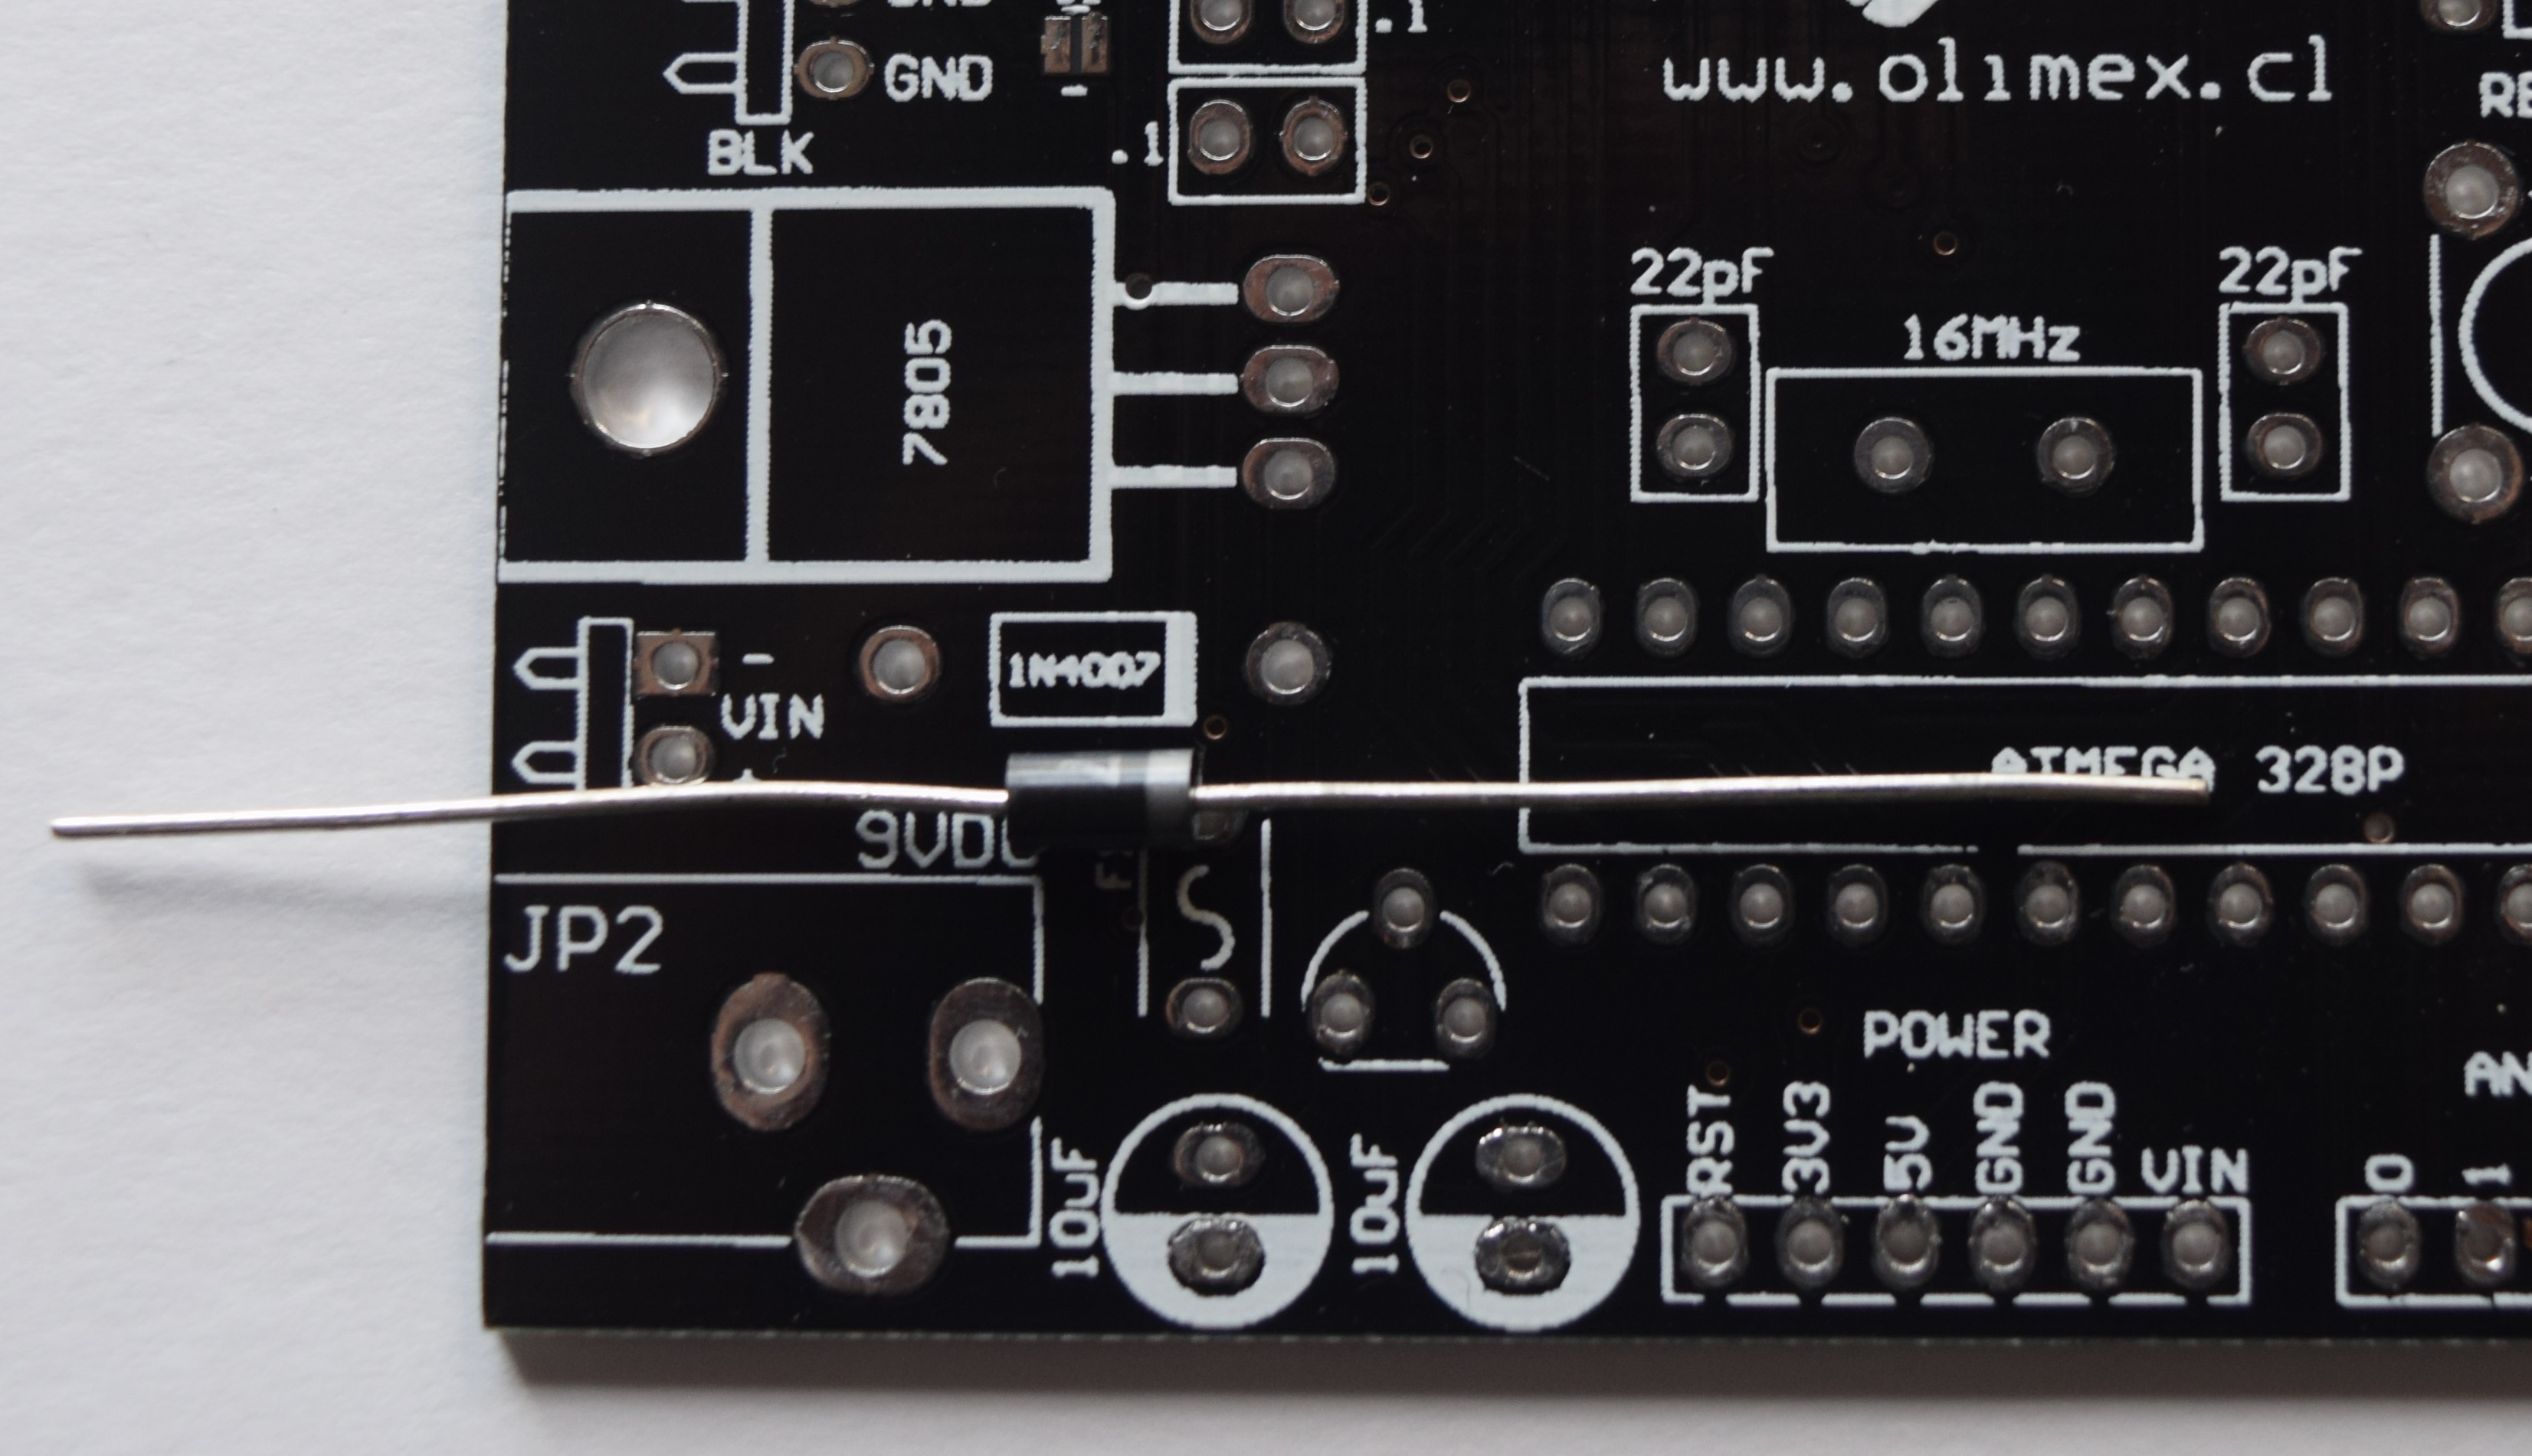 GND
.1
www.olimex.cl
GND
-
BLK
.1
22pF
22pF
16MHz
7805
1N4007
-
VIN
ATMEGA 328P
9VDC
JP2
S
POWER
RST
3V3
5V
GND
GND
VIN
0
1
10uF
10uF